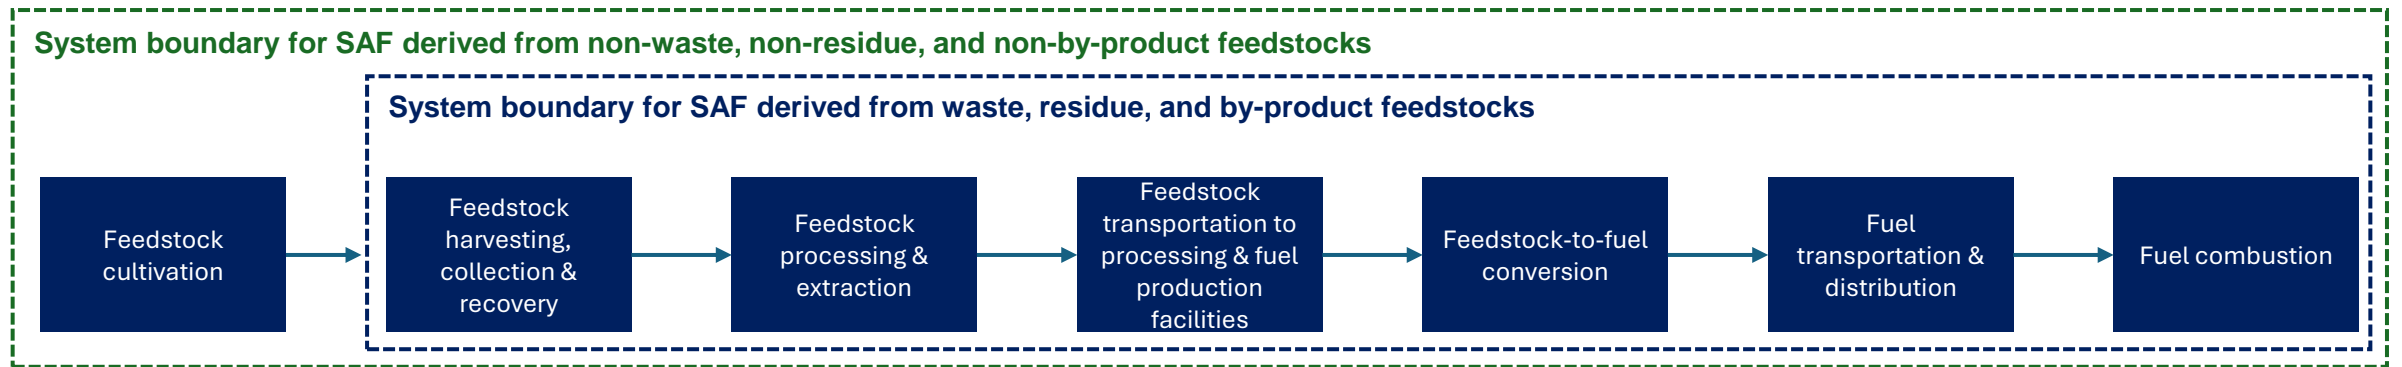 System boundary for SAF derived from non-waste, non-residue, and non-by-product feedstocks
System boundary for SAF derived from waste, residue, and by-product feedstocks
Feedstock
cultivation
Feedstock
harvesting,
collection &
recovery
Feedstock
processing &
extraction
Feedstock
transportation to
processing & fuel
production
facilities
Feedstock-to-fuel
conversion
Fuel
transportation &
distribution
Fuel combustion